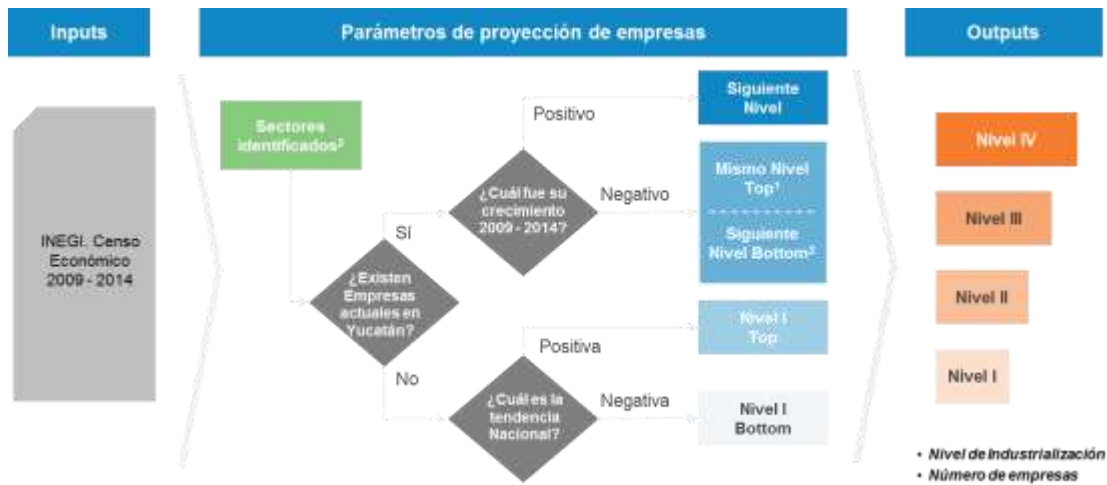 Inputs
Parámetros de proyección de empresas
Outputs
INEGI. Censo
Económico
2009 - 2014
Sectores
identificados²
¿Existen
Empresas
actuales en
Yucatán?
Sí
No
¿Cuál fue su
crecimiento
2009 - 2014?
Positivo
Negativo
¿Cuál es la
tendencia
Nacional?
Positiva
Negativa
Siguiente
Nivel
Mismo Nivel
Top¹
Siguiente
Nivel Bottom²
Nivel I
Top
Nivel I
Bottom
Nivel IV
Nivel III
Nivel II
Nivel I
• Nivel de Industrialización
• Número de empresas